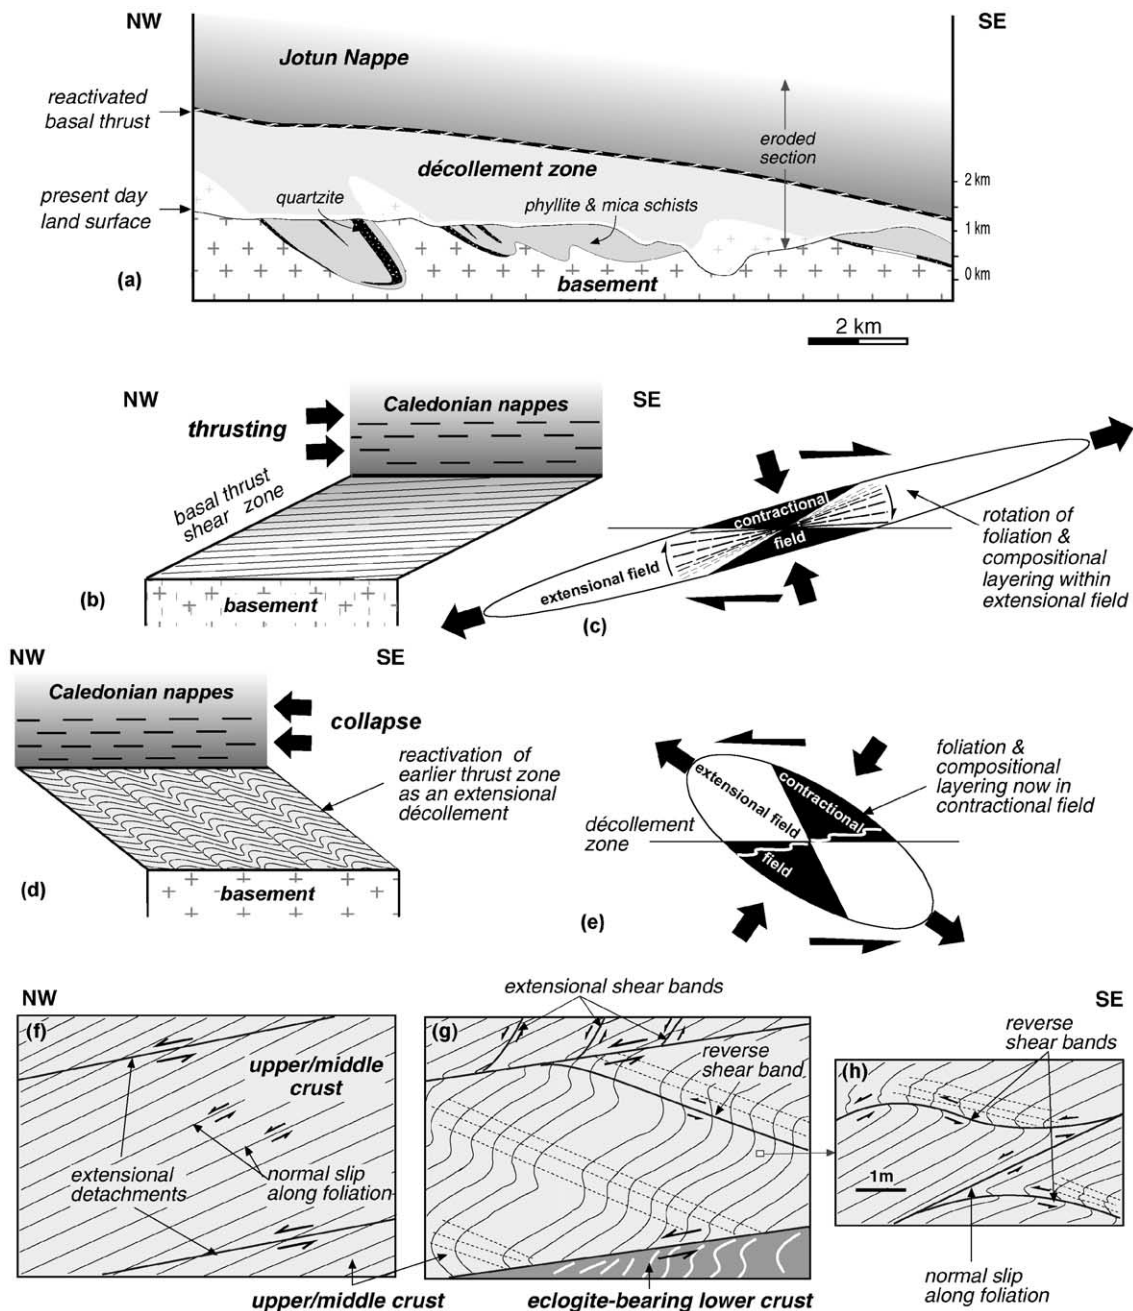 NW
SE
Jotun Nappe
reactivated
basal thrust
eroded
section
décollement zone
2 km
present day
land surface
quartzite
phyllite & mica schists
1 km
0 km
(a)
basement
2 km
NW
SE
Caledonian nappes
thrusting
basal thrust
shear zone
contractional
field
extensional field
rotation of
foliation &
compositional
layering within
extensional field
(b)
basement
(c)
NW
SE
Caledonian nappes
collapse
reactivation of
earlier thrust zone
as an extensional
décollement
foliation &
compositional
layering now in
contractional field
extensional field
contractional
field
décollement
zone
(d)
basement
(e)
NW
SE
extensional shear bands
(f)
upper/middle
crust
extensional
detachments
normal slip
along foliation
(g)
reverse
shear band
reverse
shear bands
(h)
1m
normal slip
along foliation
upper/middle crust
eclogite-bearing lower crust